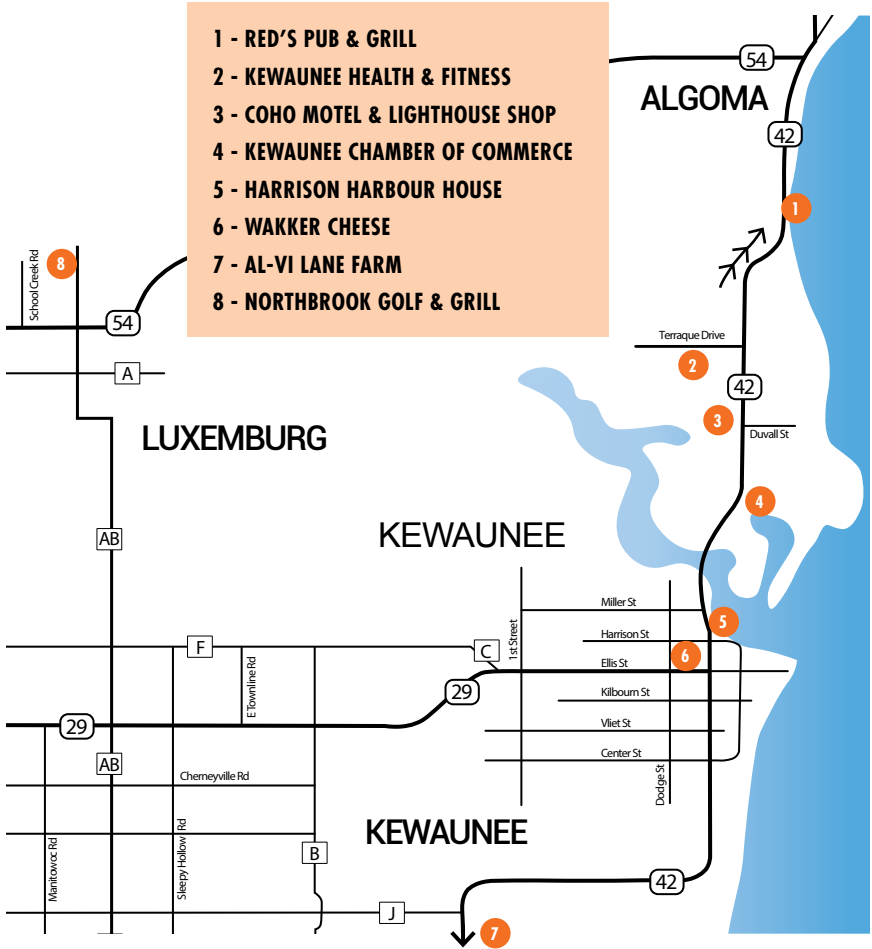 1 - RED'S PUB & GRILL
2 - KEWAUNEE HEALTH & FITNESS
3 - COHO MOTEL & LIGHTHOUSE SHOP
4 - KEWAUNEE CHAMBER OF COMMERCE
5 - HARRISON HARBOUR HOUSE
6 - WAKKER CHEESE
7 - AL-VI LANE FARM
8 - NORTHBROOK GOLF & GRILL
54
ALGOMA
42
1
School Creek Rd
8
54
Terraque Drive
2
A
42
3
Duvall St
LUXEMBURG
4
KEWAUNEE
AB
1st Street
Miller St
5
Harrison St
F
C
6
Ellis St
E Townline Rd
29
Kilbourn St
29
Vliet St
Center St
AB
Dodge St
Cherneyville Rd
KEWAUNEE
Manitowoc Rd
Sleepy Hollow Rd
B
42
J
7